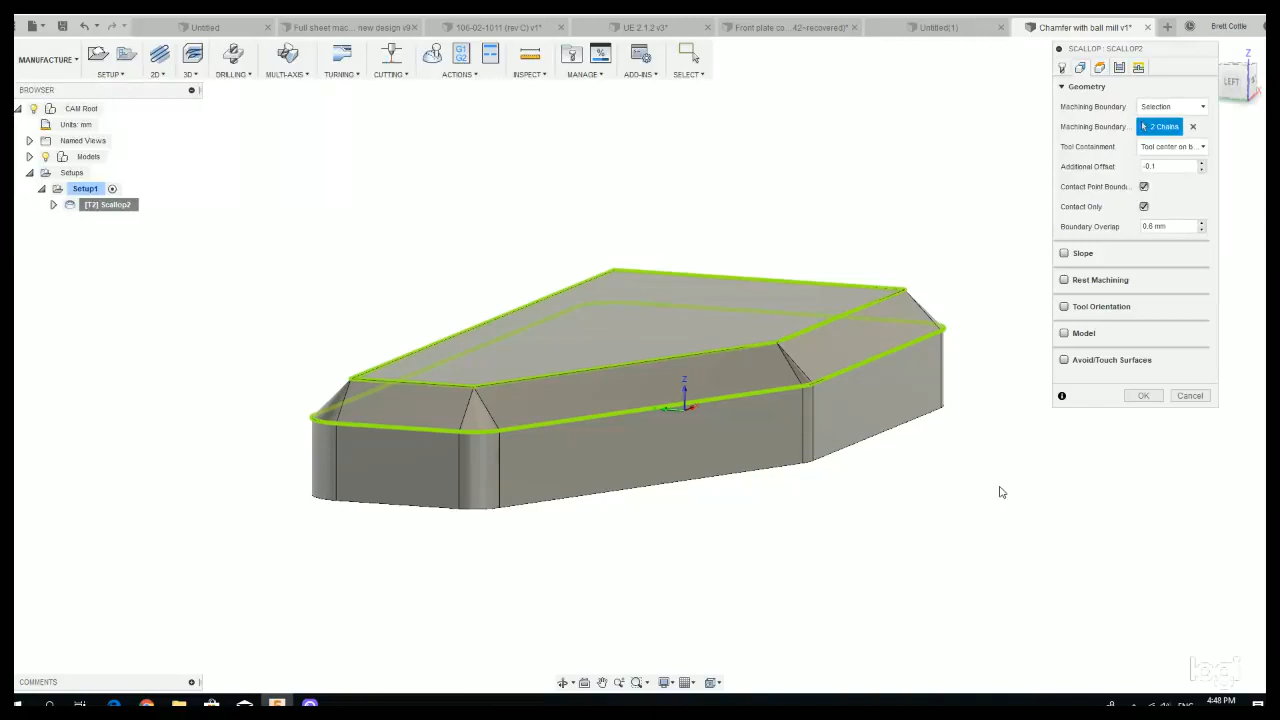 Untitled
Full sheet mac... new design v9*
106-02-1011 (rev C) v1*
UE 2.1.2 v3*
Front plate co... 42-recovered)*
Untitled(1)
Chamfer with ball mill v1*
Brett Cottle
MANUFACTURE
SETUP
2D
3D
DRILLING
MULTI-AXIS
TURNING
CUTTING
G1
G2
ACTIONS
INSPECT
MANAGE
ADD-INS
SELECT
BROWSER
CAM Root
Units: mm
Named Views
Models
Setups
Setup1
[T2] Scallop2
SCALLOP : SCALLOP2
Geometry
Machining Boundary Selection
Machining Boundary... 2 Chains
Tool Containment Tool center on b...
Additional Offset -0.1
Contact Point Bound...
Contact Only
Boundary Overlap 0.6 mm
Slope
Rest Machining
Tool Orientation
Model
Avoid/Touch Surfaces
OK Cancel
Z
LEFT
X
Z
COMMENTS
logi
ENG
4:48 PM